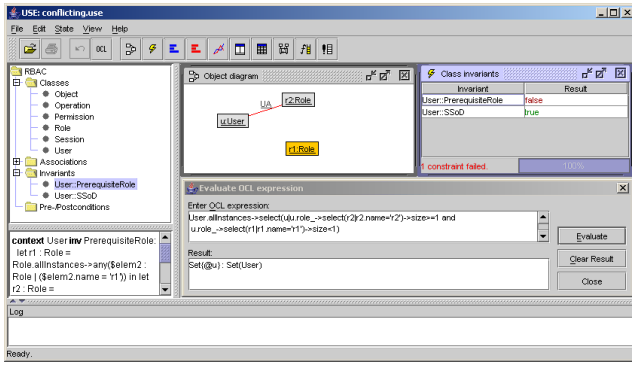 USE: conflicting.use
File Edit State View Help
OCL
RBAC
Classes
Object
Operation
Permission
Role
Session
User
Associations
Invariants
User::PrerequisiteRole
User::SSoD
Pre-/Postconditions
context User inv PrerequisiteRole:
let r1 : Role =
Role.allInstances->any($elem2 :
Role | ($elem2.name = 'r1')) in let
r2 : Role =
Object diagram
UA
r2:Role
u:User
r1:Role
Class invariants
Invariant Result
User::PrerequisiteRole false
User::SSoD true
1 constraint failed. 100%
Evaluate OCL expression
Enter OCL expression:
User.allInstances->select(u|u.role_->select(r2|r2.name='r2')->size>=1 and
u.role_->select(r1|r1.name='r1')->size<1)
Evaluate
Result:
Set{@u} : Set(User)
Clear Result
Close
Log
Ready.